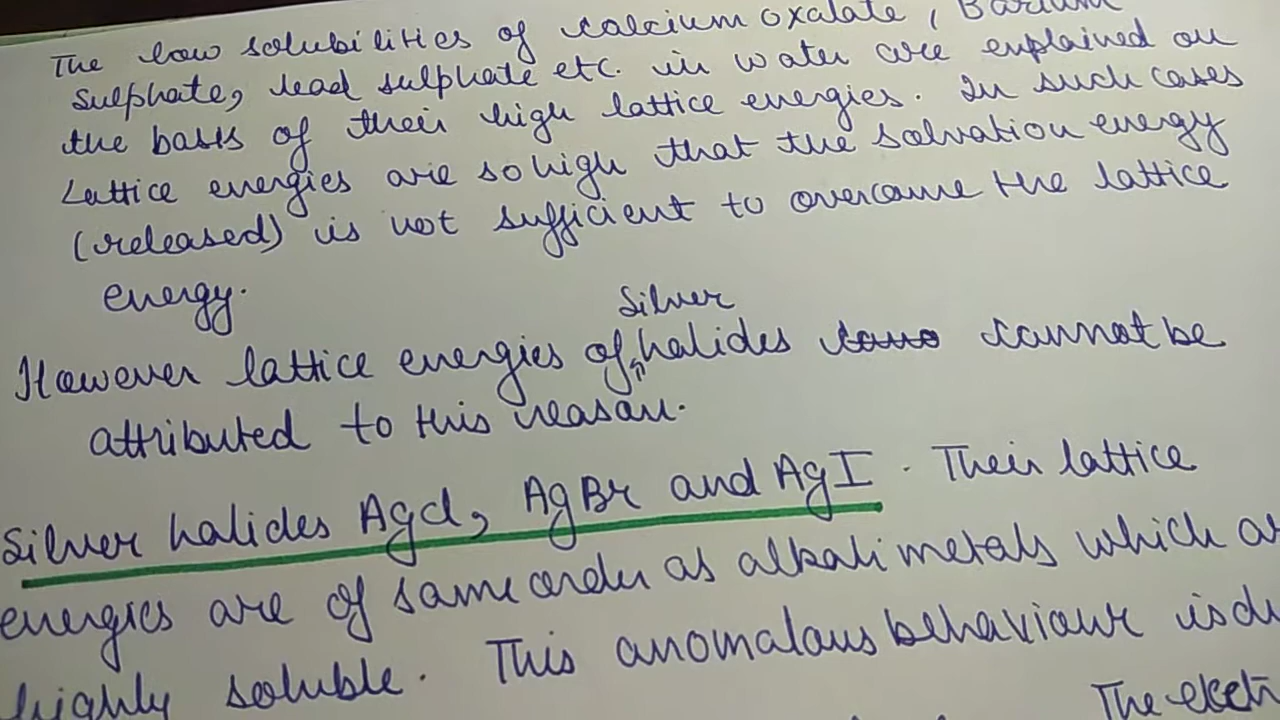 The low solubilities of calcium oxalate, Barium
sulphate, lead sulphate etc. in water are explained on
the basis of their high lattice energies. In such cases
Lattice energies are so high that the solvation energy
(released) is not sufficient to overcome the lattice
energy.
Silver
However lattice energies of halides cannot be
attributed to this reason.
Silver halides AgCl, AgBr and AgI. Their lattice
energies are of same order as alkali metals which
highly soluble. This anomalous behaviour is
The